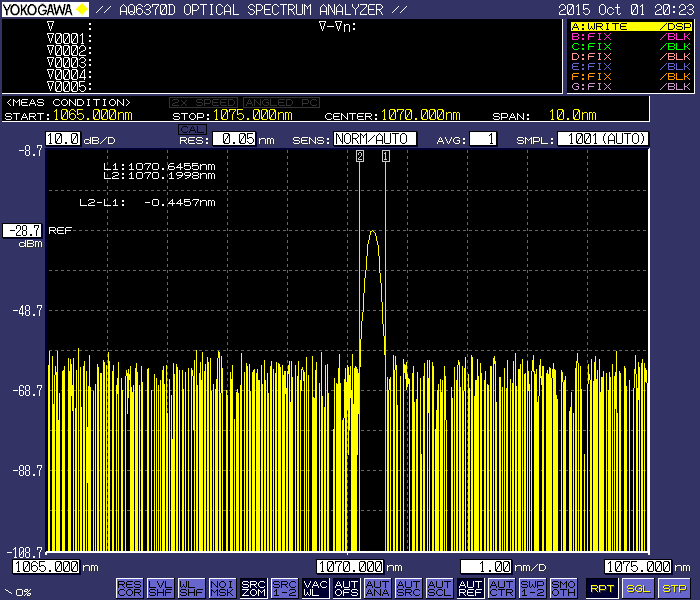 YOKOGAWA // AQ6370D OPTICAL SPECTRUM ANALYZER // 2015 Oct 01 20:23
∇ : ∇-∇n:
∇0001:
∇0002:
∇0003:
∇0004:
∇0005:
A:WRITE /DSP
B:FIX /BLK
C:FIX /BLK
D:FIX /BLK
E:FIX /BLK
F:FIX /BLK
G:FIX /BLK
<MEAS CONDITION> 2X SPEED ANGLED PC
START:1065.000nm STOP:1075.000nm CENTER:1070.000nm SPAN: 10.0nm
CAL
10.0 dB/D RES: 0.05 nm SENS: NORM/AUTO AVG: 1 SMPL: 1001(AUTO)
-8.7
L1:1070.6455nm
L2:1070.1998nm
L2-L1: -0.4457nm
2 1
-28.7 REF
dBm
-48.7
-68.7
-88.7
-108.7
1065.000 nm 1070.000 nm 1.00 nm/D 1075.000 nm
0%
RES COR
LVL SHF
WL SHF
NOI MSK
SRC ZOM
SRC 1-2
VAC WL
AUT OFS
AUT ANA
AUT SRC
AUT SCL
AUT REF
AUT CTR
SWP 1-2
SMO OTH
RPT
SGL
STP